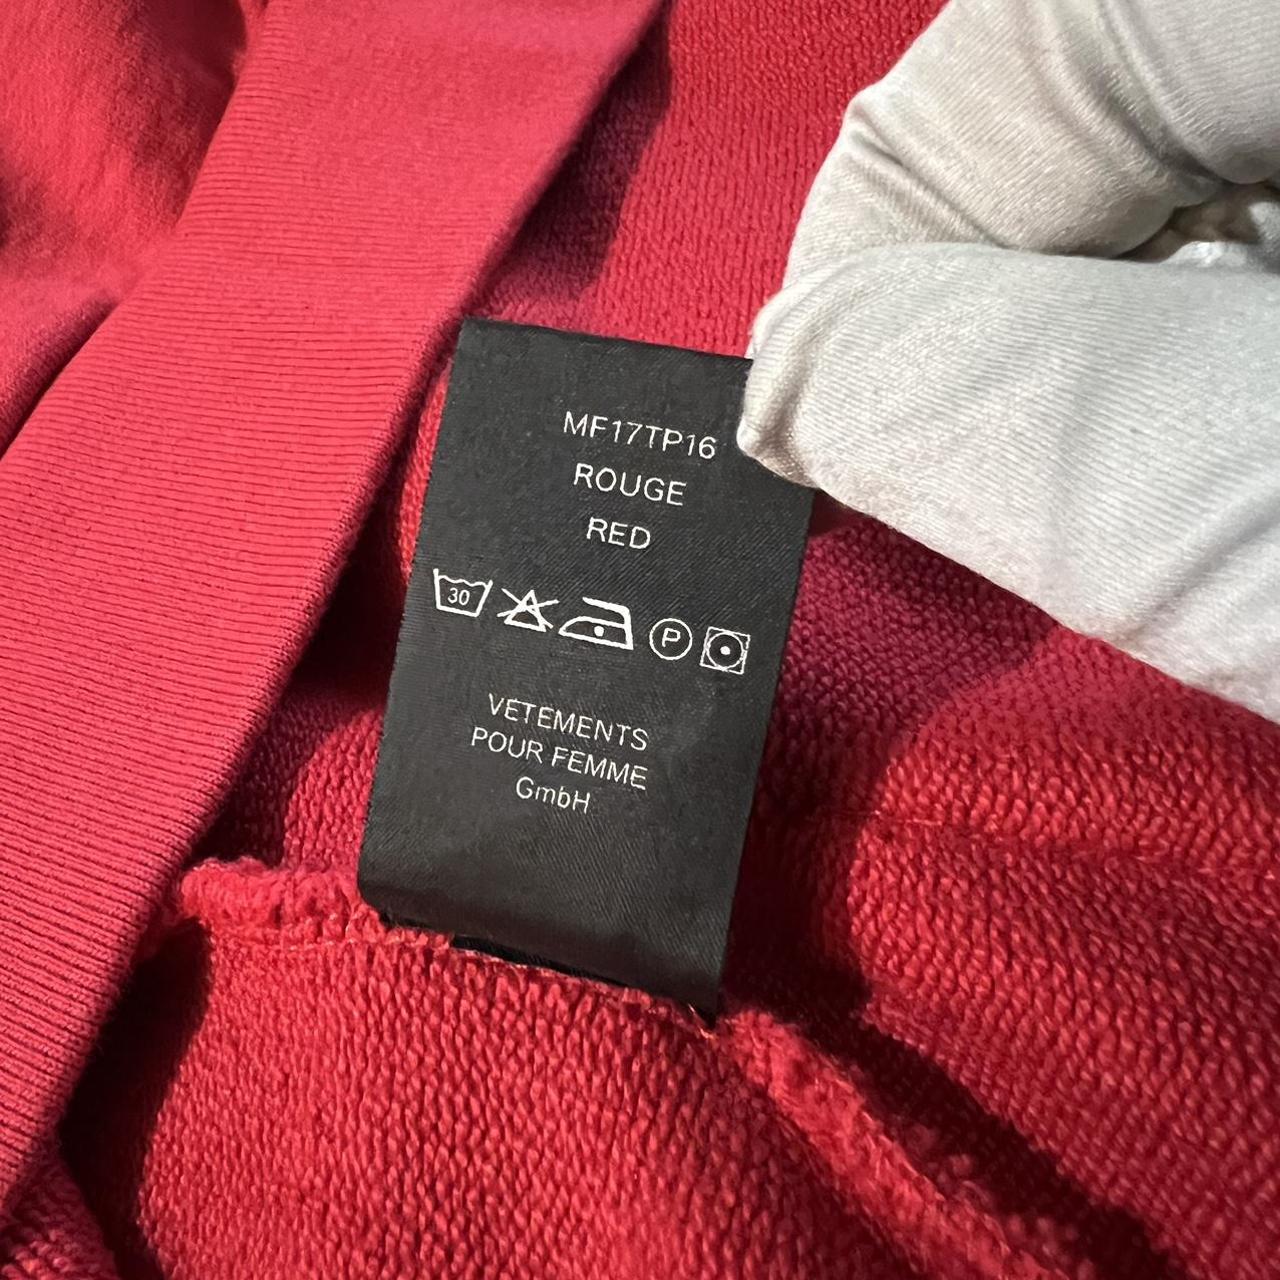 MF17TP16
ROUGE
RED
30 P
VETEMENTS
POUR FEMME
GmbH